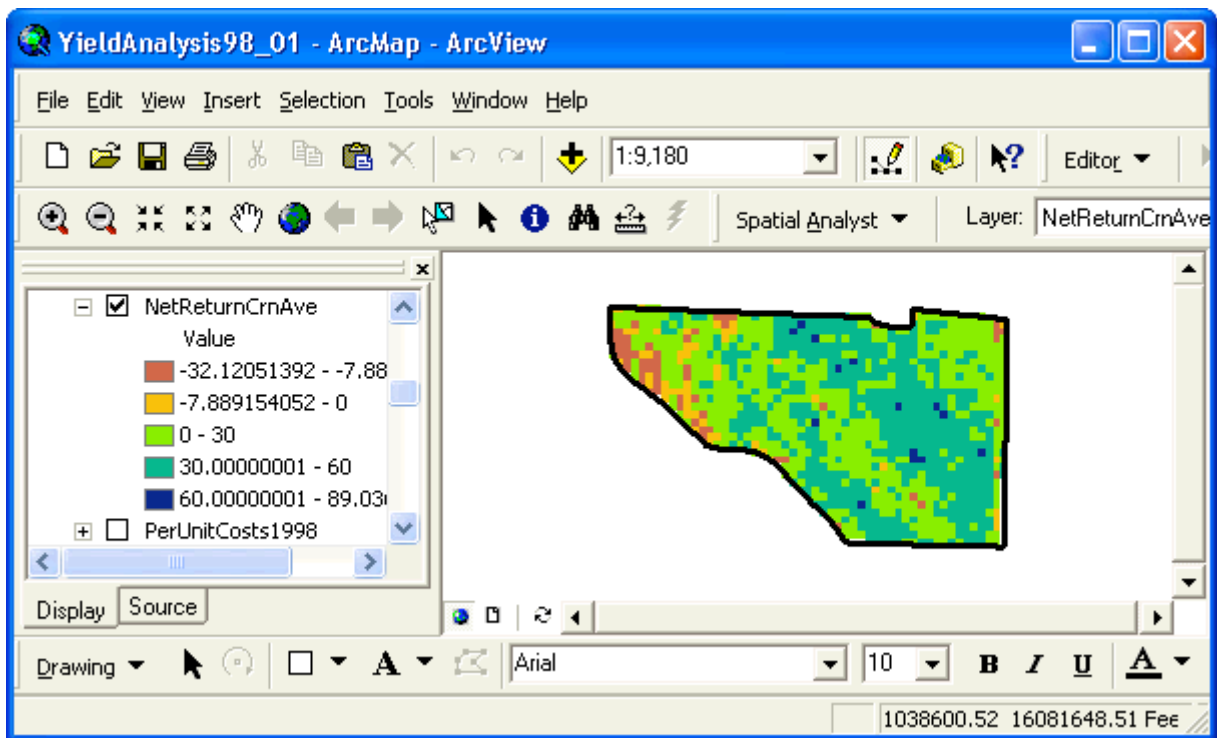 YieldAnalysis98_01 - ArcMap - ArcView
File Edit View Insert Selection Tools Window Help
1:9,180 Editor
Spatial Analyst Layer: NetReturnCrnAve
NetReturnCrnAve
Value
-32.12051392 - -7.88
-7.889154052 - 0
0 - 30
30.00000001 - 60
60.00000001 - 89.03
PerUnitCosts1998
Display Source
Drawing A Arial 10 B I U A
1038600.52 16081648.51 Fee